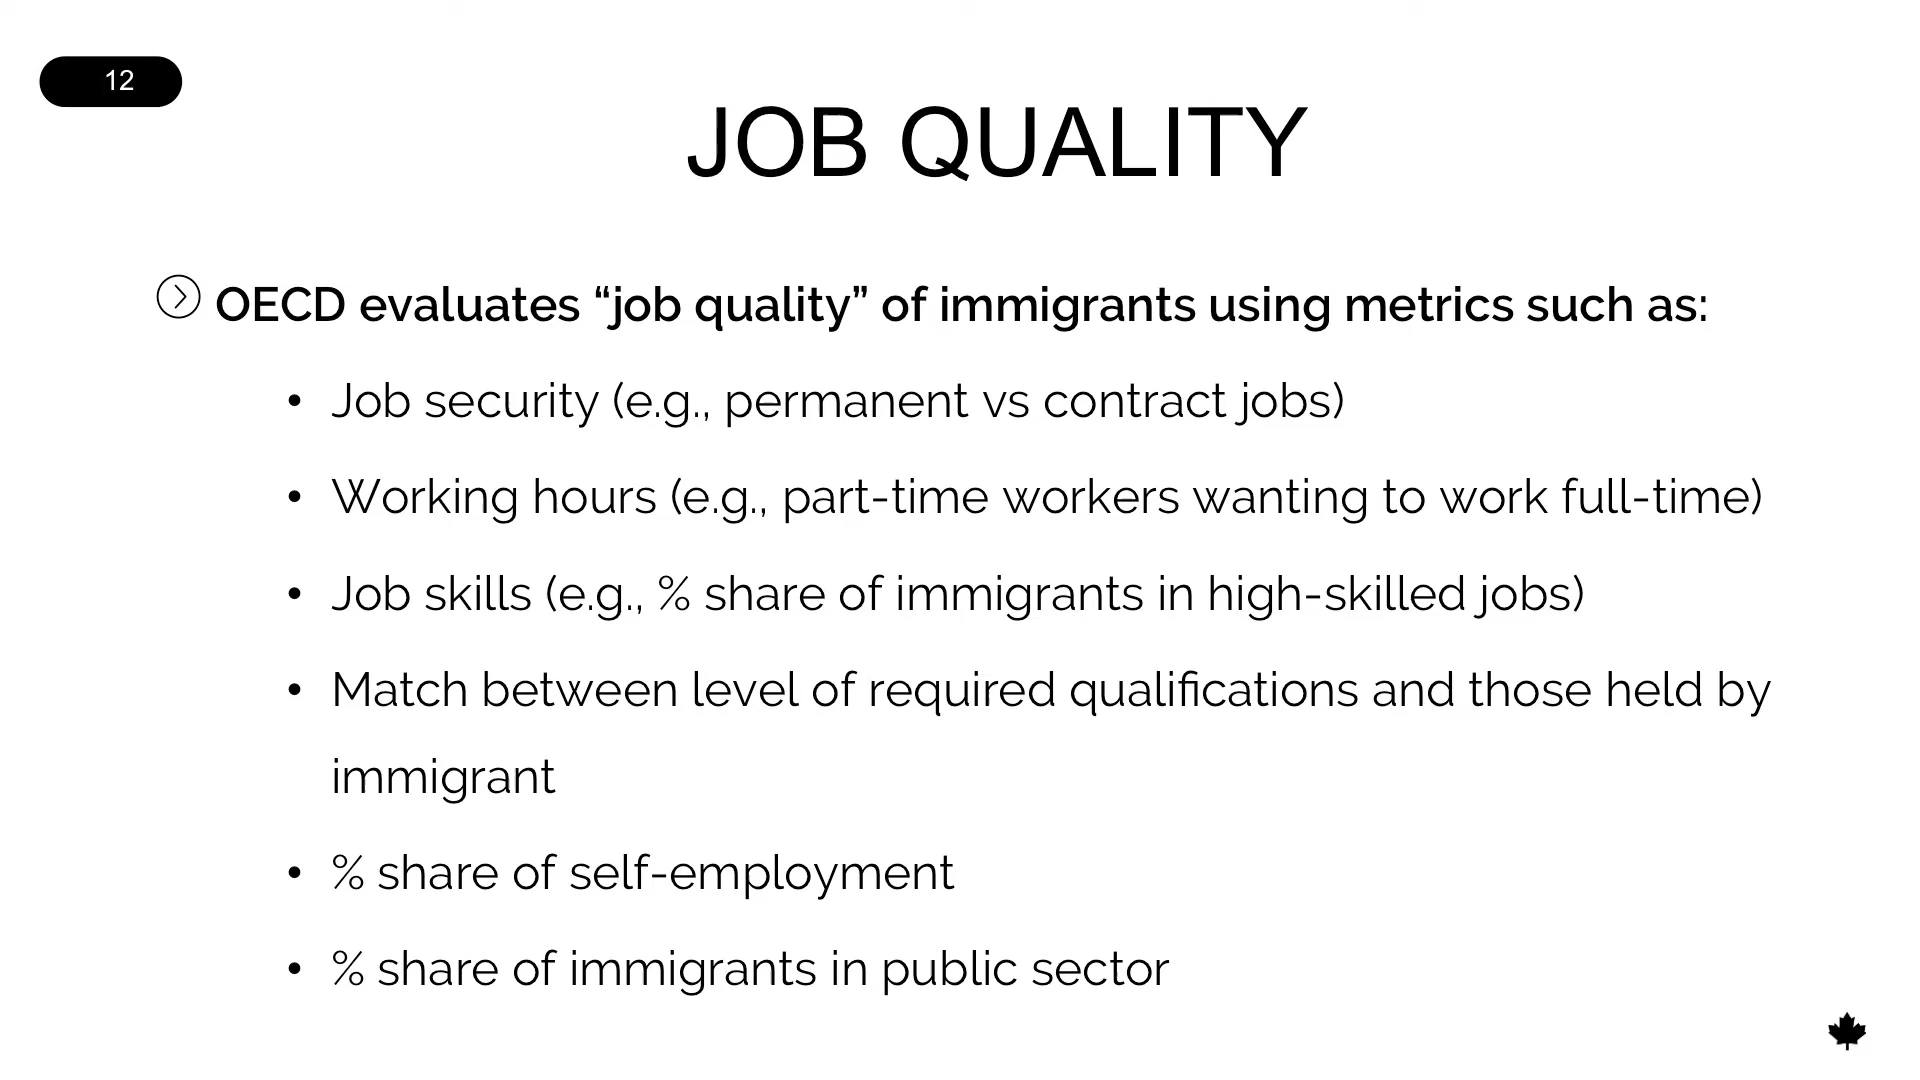 12
JOB QUALITY
OECD evaluates “job quality” of immigrants using metrics such as:
• Job security (e.g., permanent vs contract jobs)
• Working hours (e.g., part-time workers wanting to work full-time)
• Job skills (e.g., % share of immigrants in high-skilled jobs)
• Match between level of required qualifications and those held by
immigrant
• % share of self-employment
• % share of immigrants in public sector